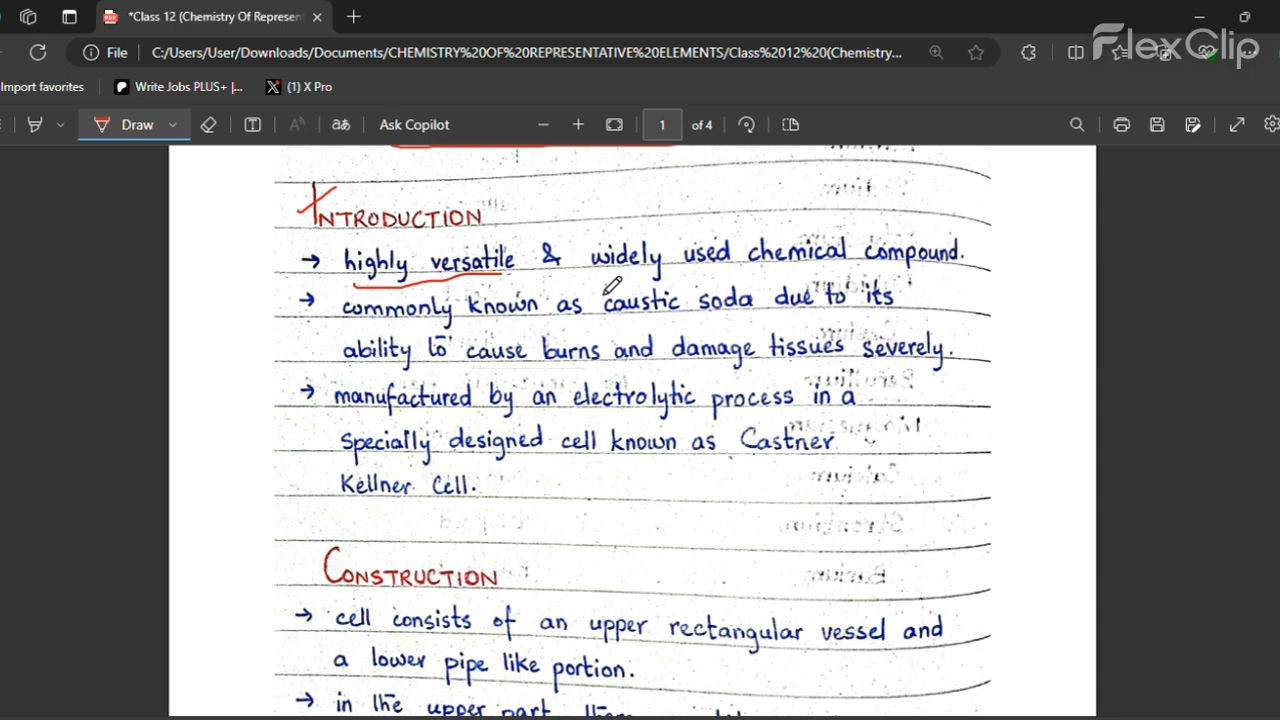 *Class 12 (Chemistry Of Represen
FlexClip
File C:/Users/User/Downloads/Documents/CHEMISTRY%20OF%20REPRESENTATIVE%20ELEMENTS/Class%2012%20(Chemistry...
Import favorites Write Jobs PLUS+ |... (1) X Pro
Draw Ask Copilot 1 of 4
INTRODUCTION
→ highly versatile & widely used chemical compound.
→ commonly known as caustic soda due to its
ability to cause burns and damage tissues severely.
→ manufactured by an electrolytic process in a
specially designed cell known as Castner
Kellner Cell.
CONSTRUCTION
→ cell consists of an upper rectangular vessel and
a lower pipe like portion.
→ in the upper part